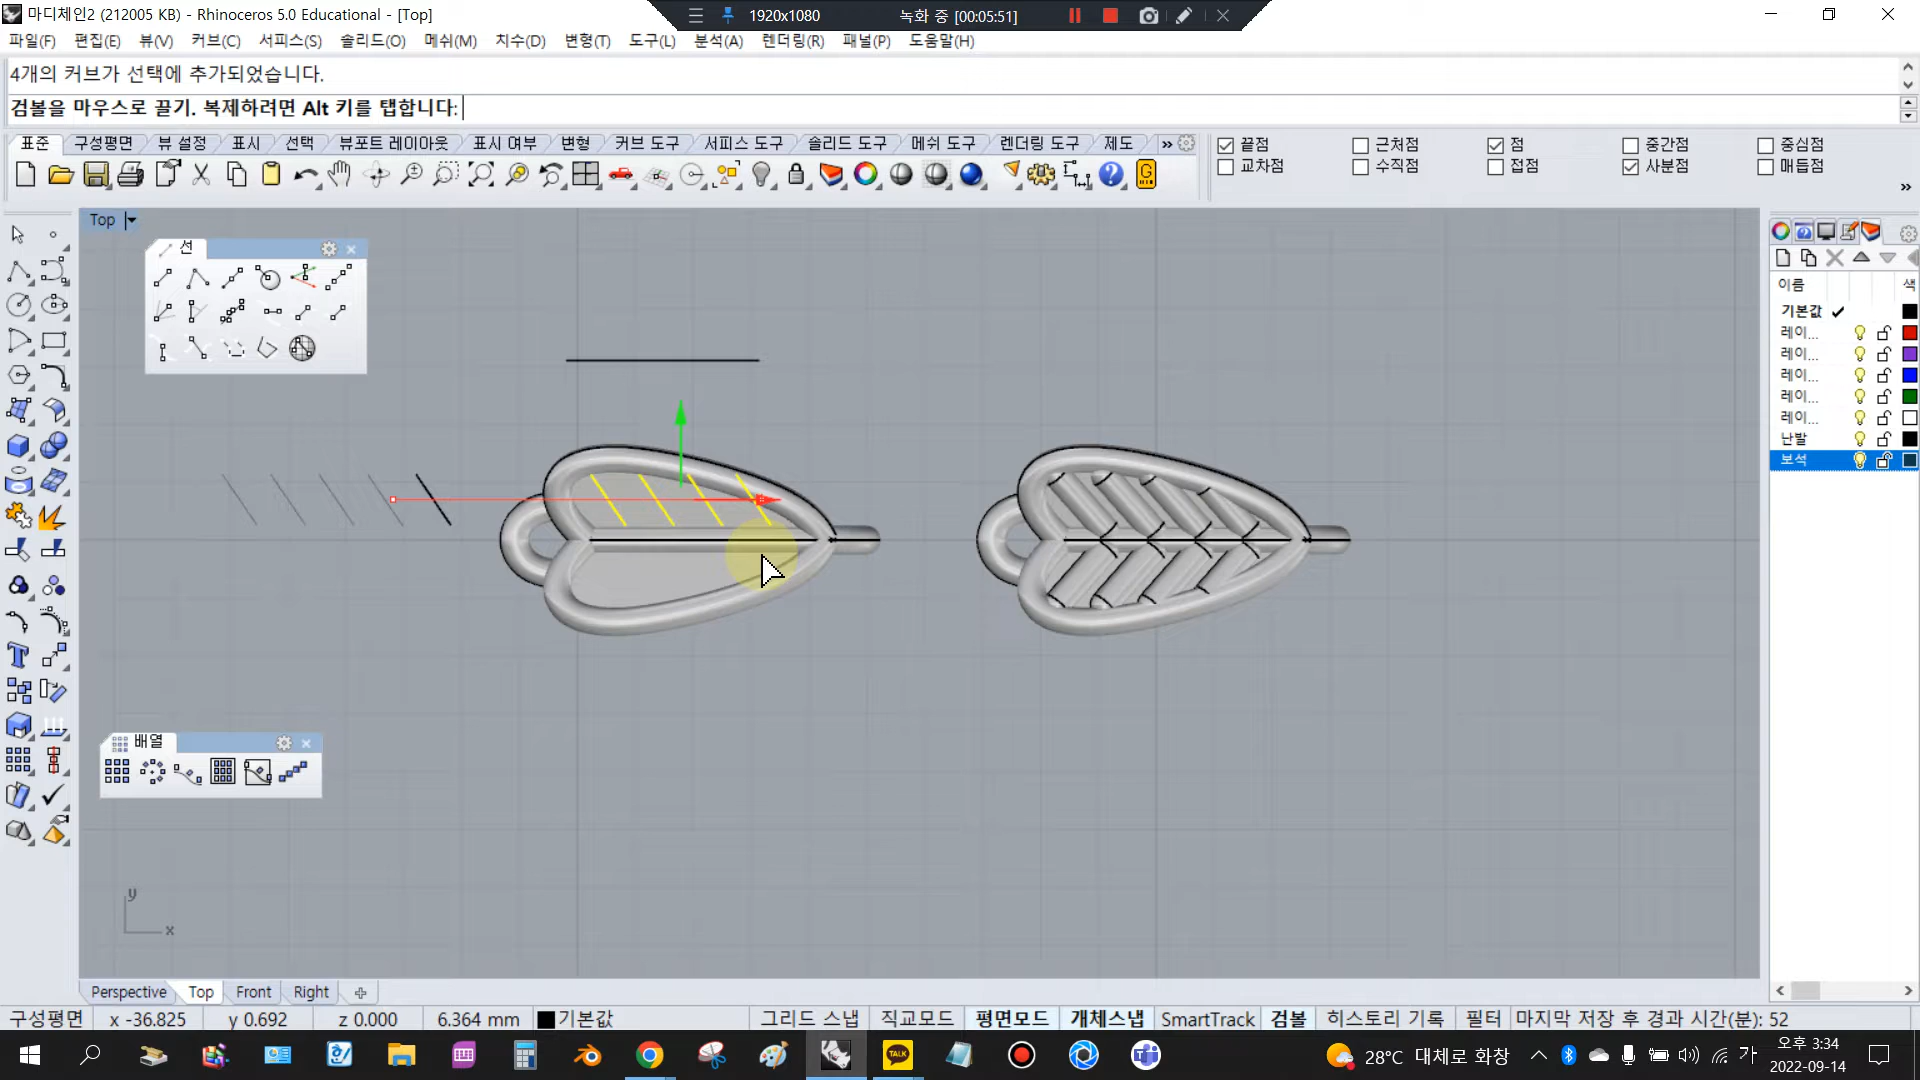 마디체인2 (212005 KB) - Rhinoceros 5.0 Educational - [Top]
1920x1080
녹화 중 [00:05:51]
파일(F) 편집(E) 뷰(V) 커브(C) 서피스(S) 솔리드(O) 메쉬(M) 치수(D) 변형(T) 도구(L) 분석(A) 렌더링(R) 패널(P) 도움말(H)
4개의 커브가 선택에 추가되었습니다.
검볼을 마우스로 끌기. 복제하려면 Alt 키를 탭합니다:
표준 구성평면 뷰 설정 표시 선택 뷰포트 레이아웃 표시 여부 변형 커브 도구 서피스 도구 솔리드 도구 메쉬 도구 렌더링 도구 제도 »
끝점 근처점 점 중간점 중심점
교차점 수직점 접점 사분점 매듭점
»
Top
선
이름 색
기본값
레이...
레이...
레이...
레이...
레이...
난발
보석
배열
y
x
Perspective Top Front Right
구성평면 x -36.825 y 0.692 z 0.000 6.364 mm 기본값 그리드 스냅 직교모드 평면모드 개체스냅 SmartTrack 검볼 히스토리 기록 필터 마지막 저장 후 경과 시간(분): 52
TALK
28°C 대체로 화창
가
오후 3:34
2022-09-14